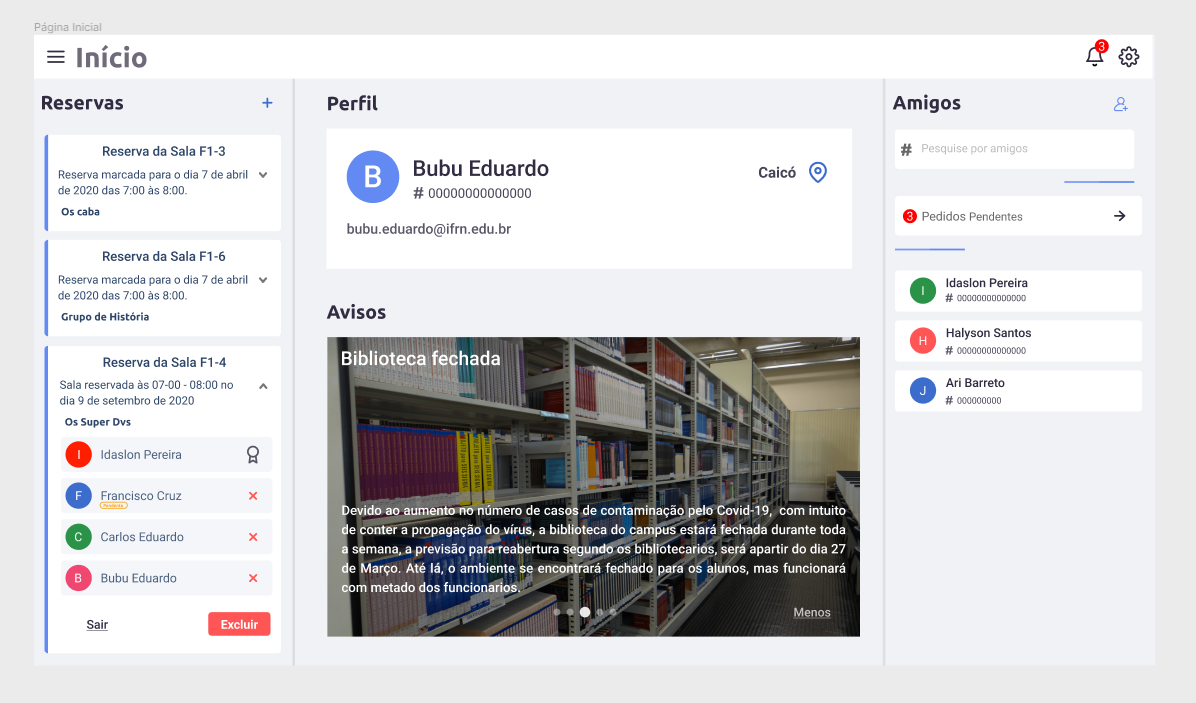 Página Inicial
Início
3
Reservas
+
Reserva da Sala F1-3
Reserva marcada para o dia 7 de abril
de 2020 das 7:00 às 8:00.
Os caba
Reserva da Sala F1-6
Reserva marcada para o dia 7 de abril
de 2020 das 7:00 às 8:00.
Grupo de História
Reserva da Sala F1-4
Sala reservada às 07-00 - 08:00 no
dia 9 de setembro de 2020
Os Super Dvs
I Idaslon Pereira
F Francisco Cruz
Pendente
C Carlos Eduardo
B Bubu Eduardo
Sair Excluir
Perfil
B
Bubu Eduardo
# 00000000000000
Caicó
bubu.eduardo@ifrn.edu.br
Avisos
Biblioteca fechada
Devido ao aumento no número de casos de contaminação pelo Covid-19, com intuito
de conter a propagação do vírus, a biblioteca do campus estará fechada durante toda
a semana, a previsão para reabertura segundo os bibliotecarios, será apartir do dia 27
de Março. Até lá, o ambiente se encontrará fechado para os alunos, mas funcionará
com metado dos funcionarios.
Menos
Amigos
# Pesquise por amigos
3 Pedidos Pendentes
I Idaslon Pereira
# 00000000000000
H Halyson Santos
# 00000000000000
J Ari Barreto
# 000000000